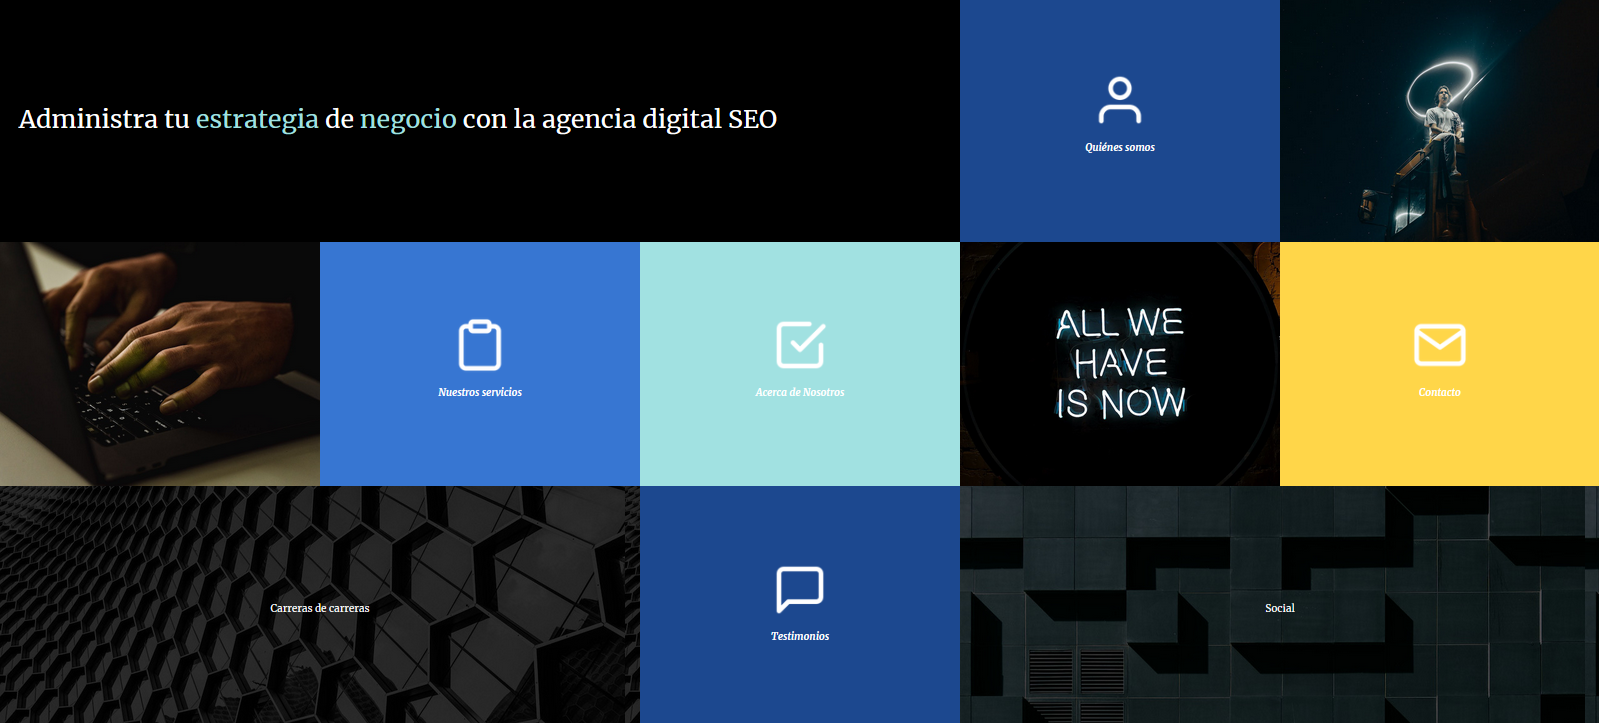 Administra tu estrategia de negocio con la agencia digital SEO
Quiénes somos
Nuestros servicios
Acerca de Nosotros
ALL WE
HAVE
IS NOW
Contacto
Carreras de carreras
Testimonios
Social